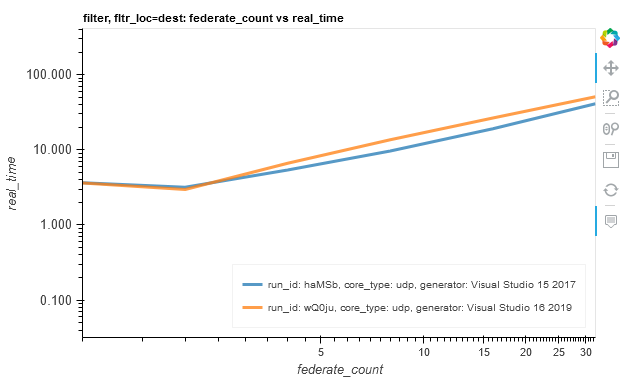 filter, fltr_loc=dest: federate_count vs real_time
100.000
10.000
1.000
0.100
real_time
run_id: haMSb, core_type: udp, generator: Visual Studio 15 2017
run_id: wQ0ju, core_type: udp, generator: Visual Studio 16 2019
5 10 15 20 25 30
federate_count